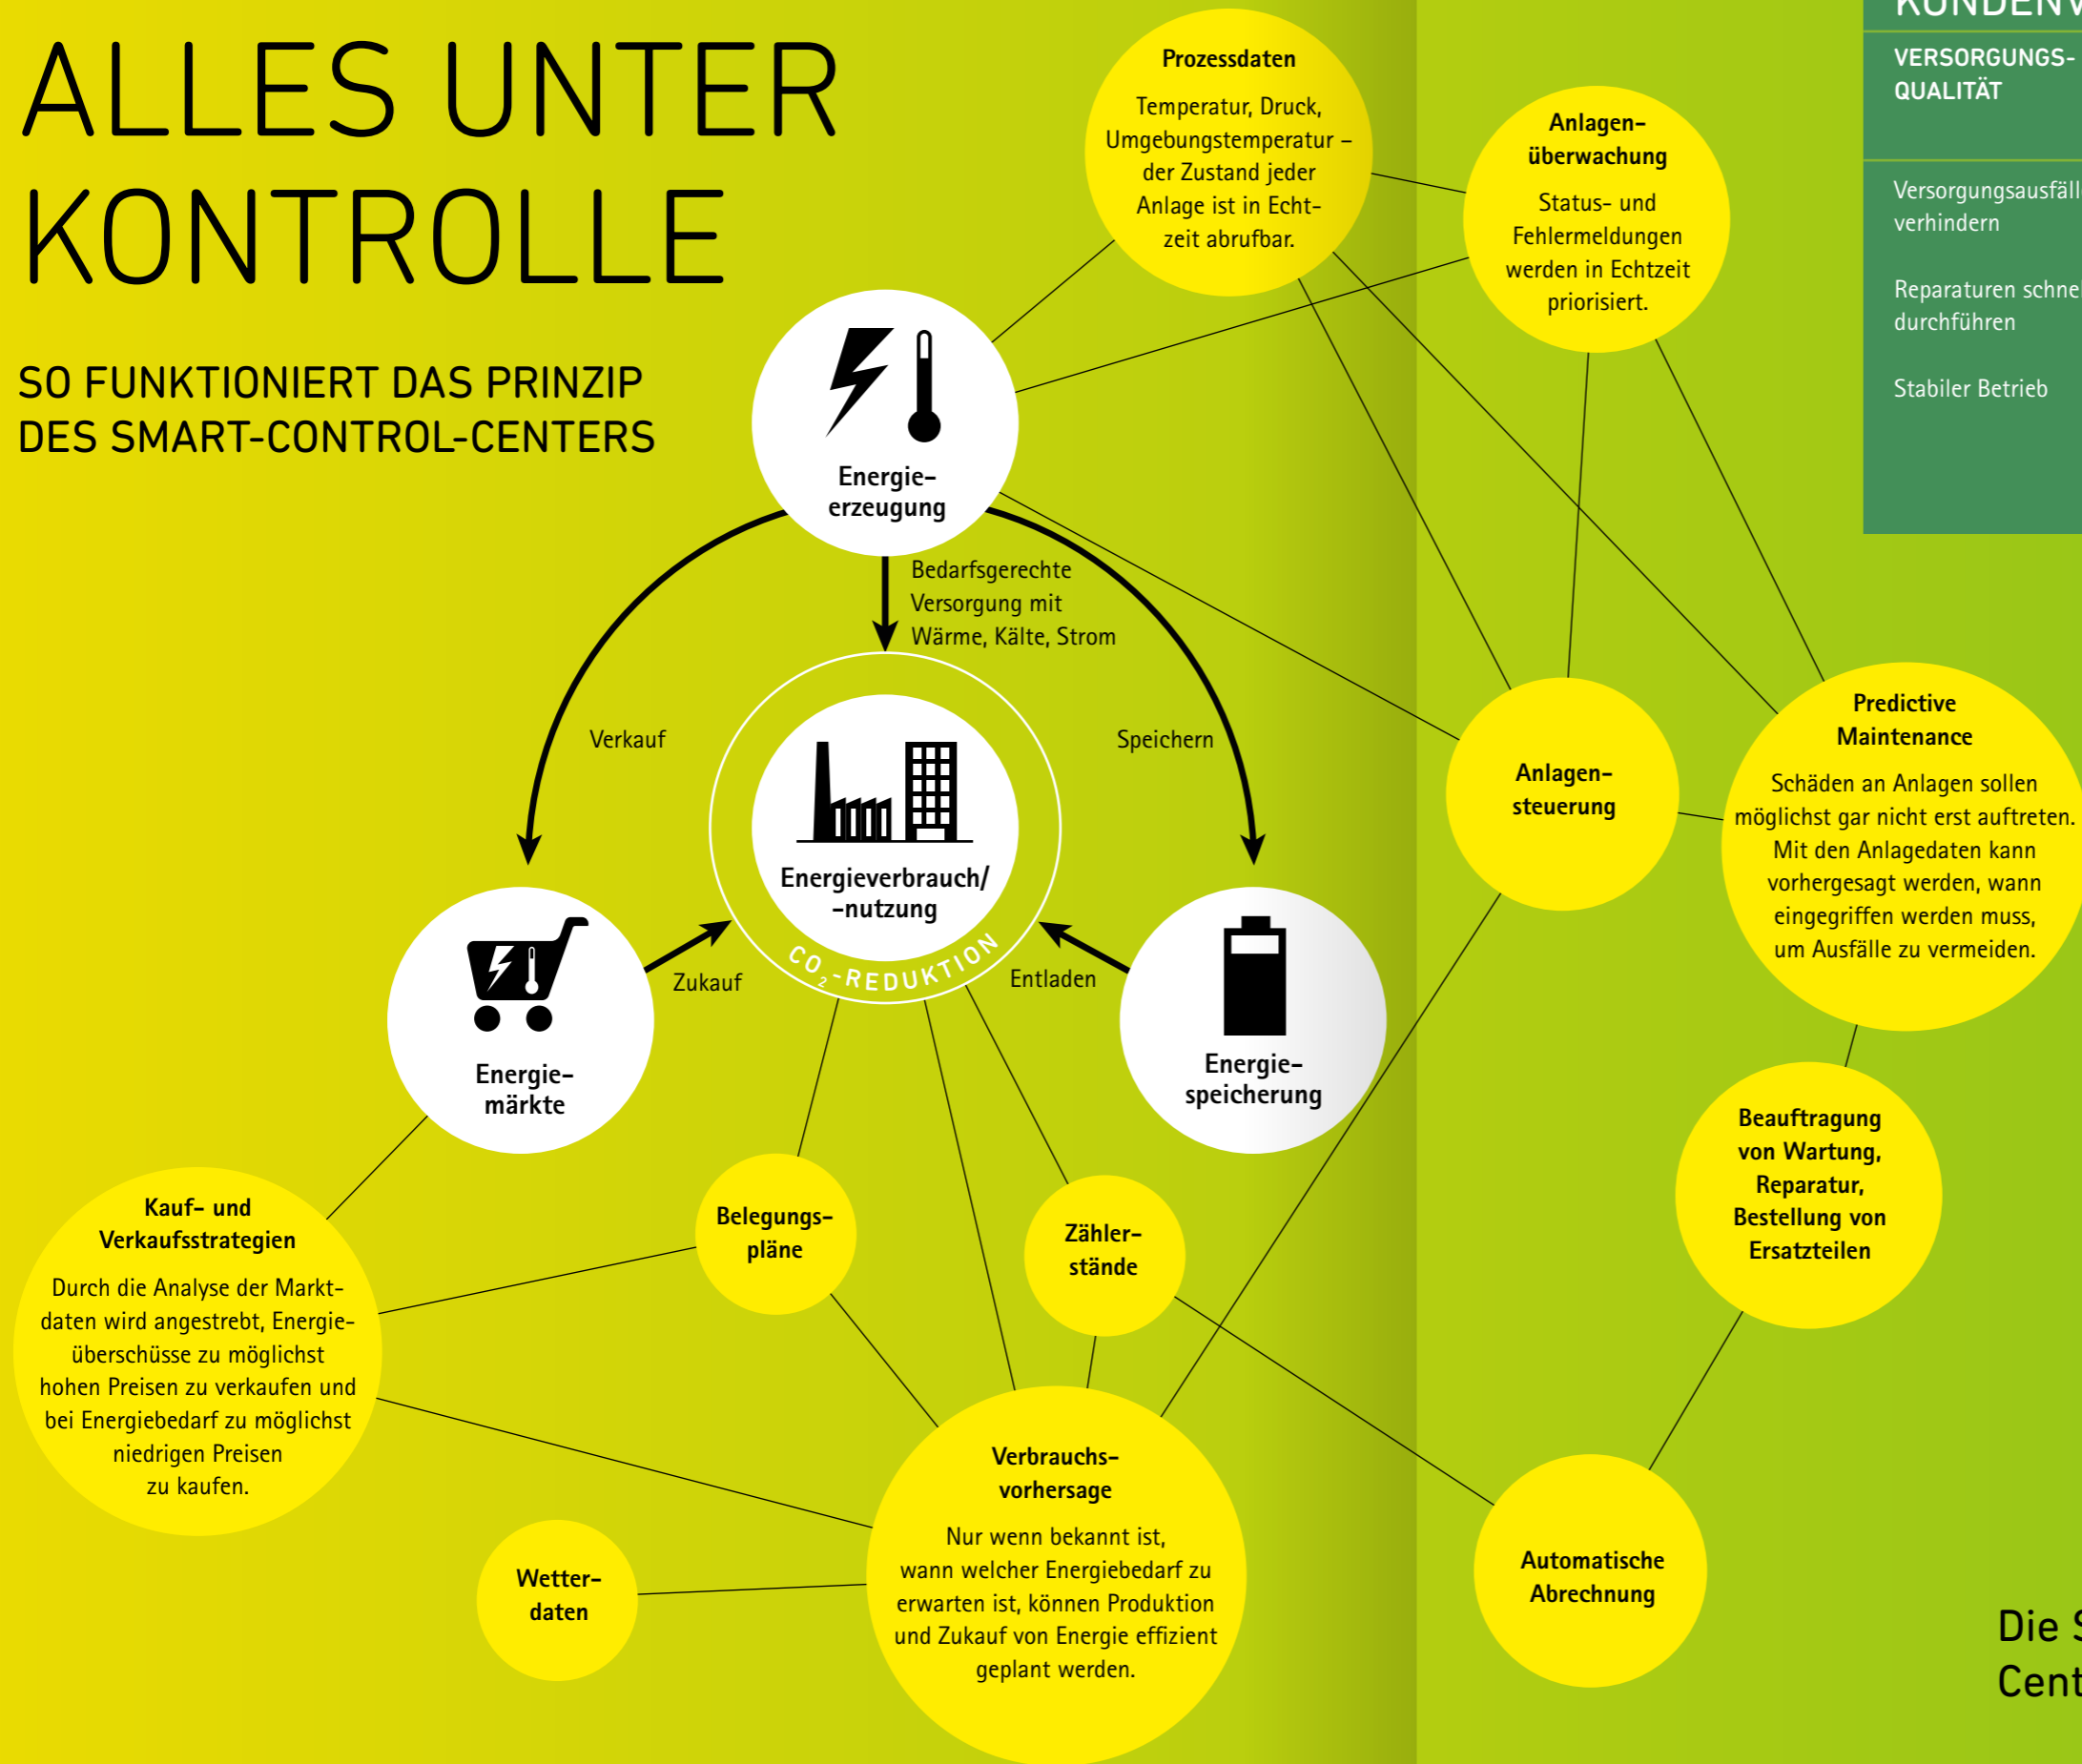 ALLES UNTER
KONTROLLE
SO FUNKTIONIERT DAS PRINZIP
DES SMART-CONTROL-CENTERS
Prozessdaten
Temperatur, Druck,
Umgebungstemperatur –
der Zustand jeder
Anlage ist in Echt-
zeit abrufbar.
Anlagen-
überwachung
Status- und
Fehlermeldungen
werden in Echtzeit
priorisiert.
VERSORGUNGS-
QUALITÄT
verhindern
Reparaturen
durchführen
Stabiler Betrieb
Energie-
erzeugung
Bedarfsgerechte
Versorgung mit
Wärme, Kälte, Strom
Verkauf
Speichern
Energieverbrauch/
-nutzung
CO₂-REDUKTION
Zukauf
Entladen
Energie-
märkte
Energie-
speicherung
Anlagen-
steuerung
Predictive
Maintenance
Schäden an Anlagen sollen
möglichst gar nicht erst auftreten.
Mit den Anlagedaten kann
vorhergesagt werden, wann
eingegriffen werden muss,
um Ausfälle zu vermeiden.
Beauftragung
von Wartung,
Reparatur,
Bestellung von
Ersatzteilen
Kauf- und
Verkaufsstrategien
Durch die Analyse der Markt-
daten wird angestrebt, Energie-
überschüsse zu möglichst
hohen Preisen zu verkaufen und
bei Energiebedarf zu möglichst
niedrigen Preisen
zu kaufen.
Belegungs-
pläne
Zähler-
stände
Verbrauchs-
vorhersage
Nur wenn bekannt ist,
wann welcher Energiebedarf zu
erwarten ist, können Produktion
und Zukauf von Energie effizient
geplant werden.
Wetter-
daten
Automatische
Abrechnung
Die